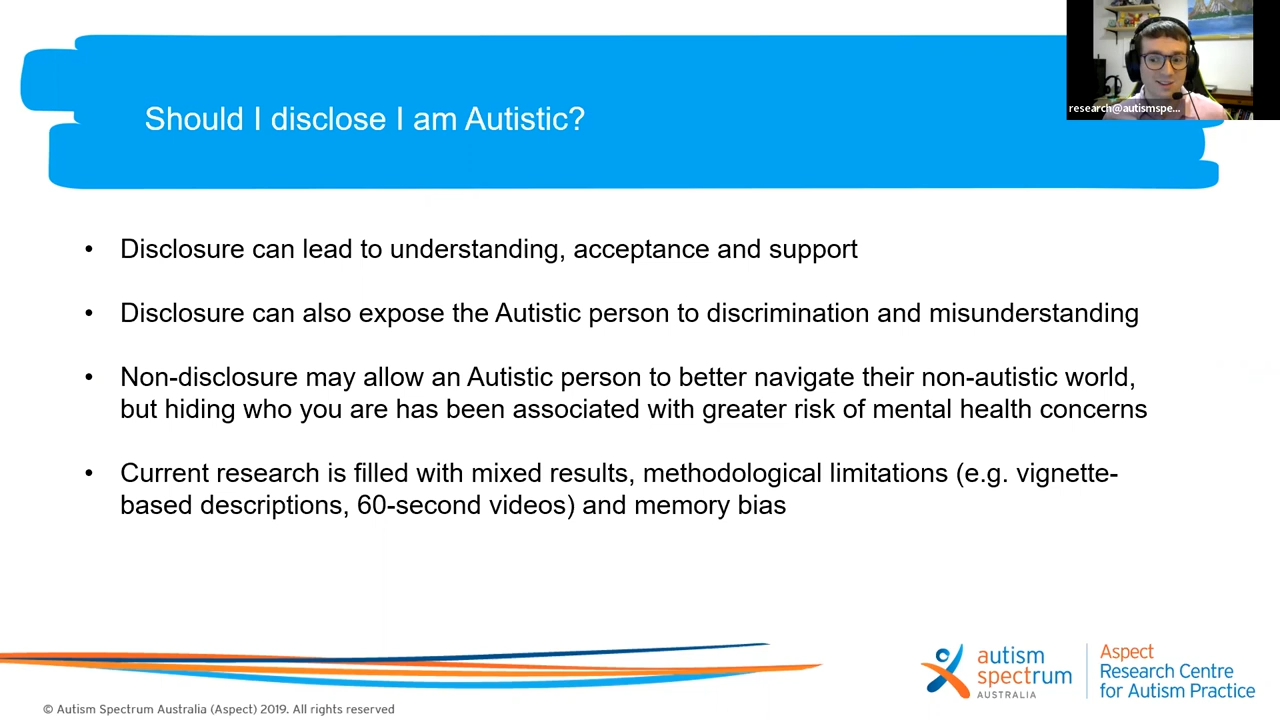 research@autismspe...
Should I disclose I am Autistic?
• Disclosure can lead to understanding, acceptance and support
• Disclosure can also expose the Autistic person to discrimination and misunderstanding
• Non-disclosure may allow an Autistic person to better navigate their non-autistic world,
but hiding who you are has been associated with greater risk of mental health concerns
• Current research is filled with mixed results, methodological limitations (e.g. vignette-
based descriptions, 60-second videos) and memory bias
autism
spectrum
AUSTRALIA
Aspect
Research Centre
for Autism Practice
© Autism Spectrum Australia (Aspect) 2019. All rights reserved